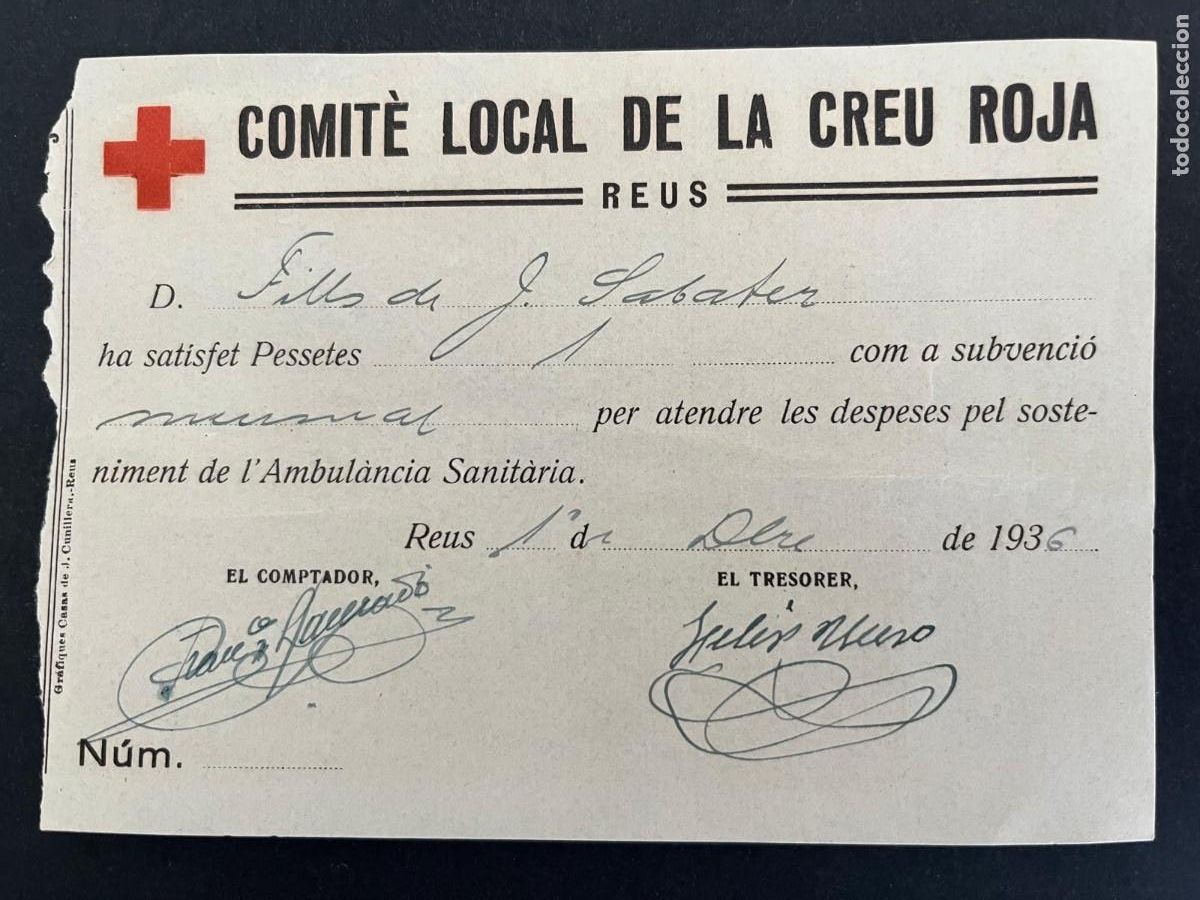 COMITÈ LOCAL DE LA CREU ROJA
REUS
D. Fills de J. Sabater
ha satisfet Pessetes 1 com a subvenció
mensual per atendre les despeses pel soste-
niment de l'Ambulància Sanitària.
Reus 1er de Dbre de 1936
EL COMPTADOR, EL TRESORER,
Núm.
Gráfiques Casas de J. Cunillera.-Reus
todocoleccion